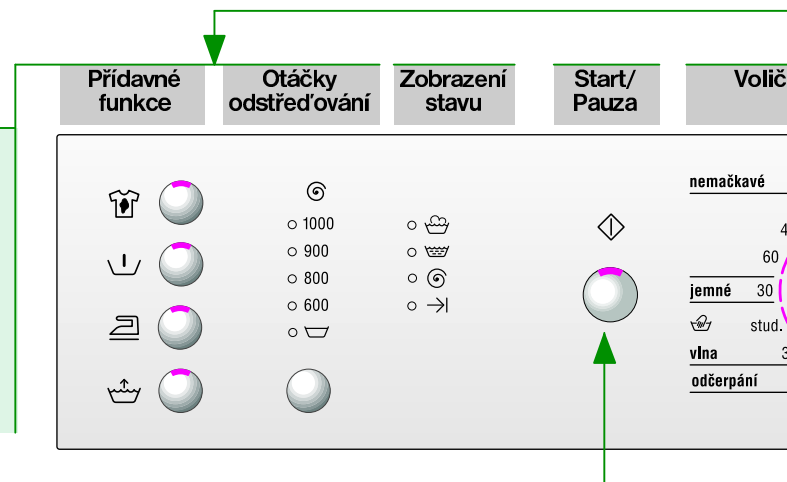 Přídavné
funkce
Otáčky
odstřeďování
Zobrazení
stavu
Start/
Pauza
Volič
1000
900
800
600
nemačkavé
4
60
jemné 30
stud.
vlna 3
odčerpání